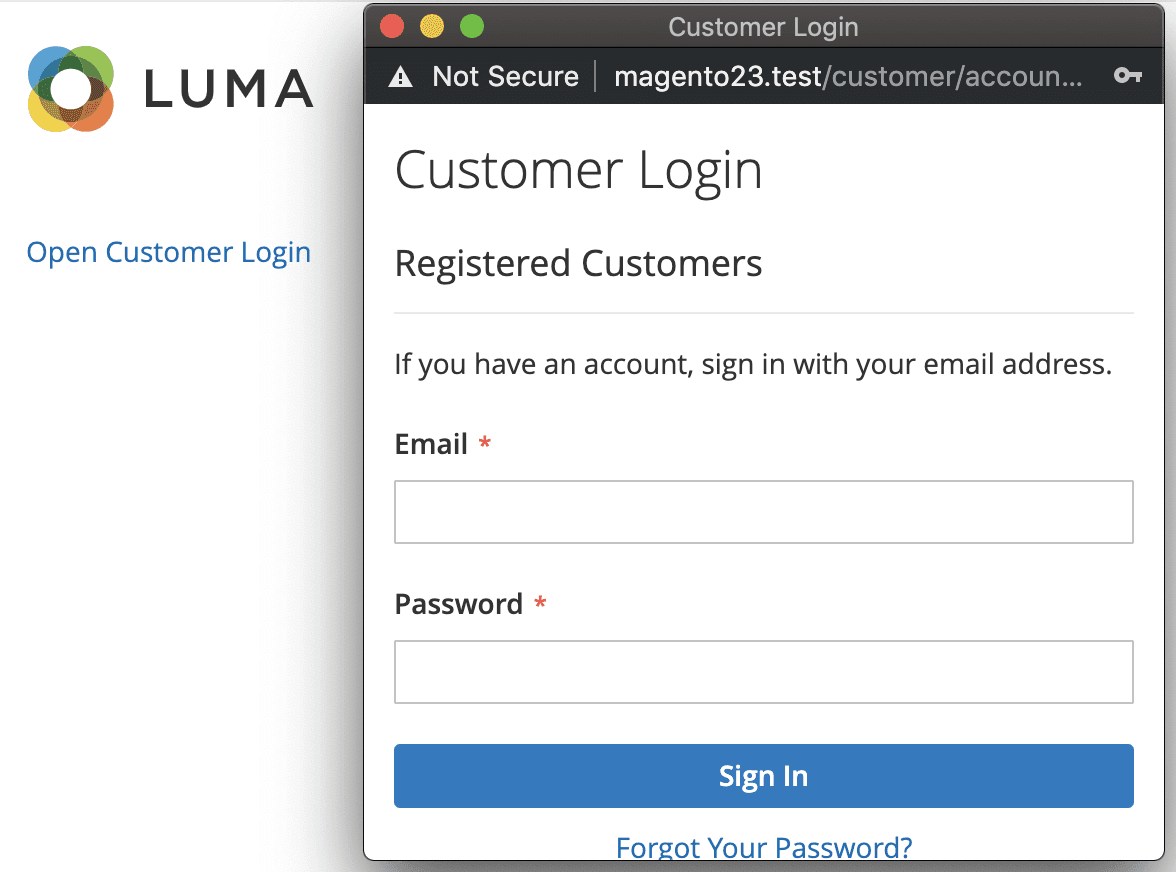 LUMA
Open Customer Login
Customer Login
Not Secure magento23.test/customer/accoun...
Customer Login
Registered Customers
If you have an account, sign in with your email address.
Email *
Password *
Sign In
Forgot Your Password?